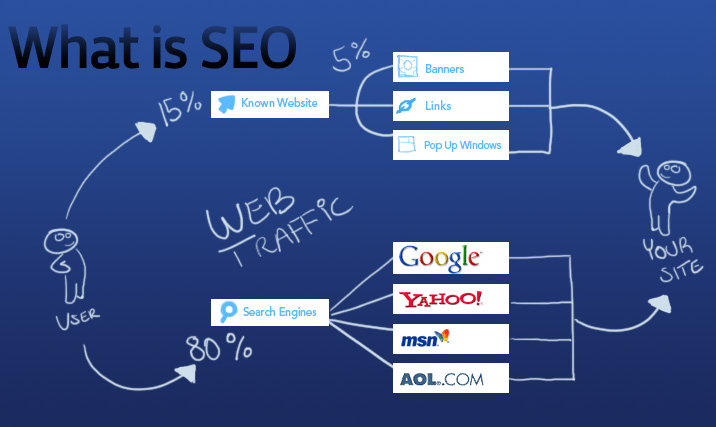 What is SEO
5%
Banners
15%
Known Website
Links
Pop Up Windows
WEB
TRAFFIC
USER
YOUR
SITE
Google
Search Engines
YAHOO!
msn
80%
AOL.COM